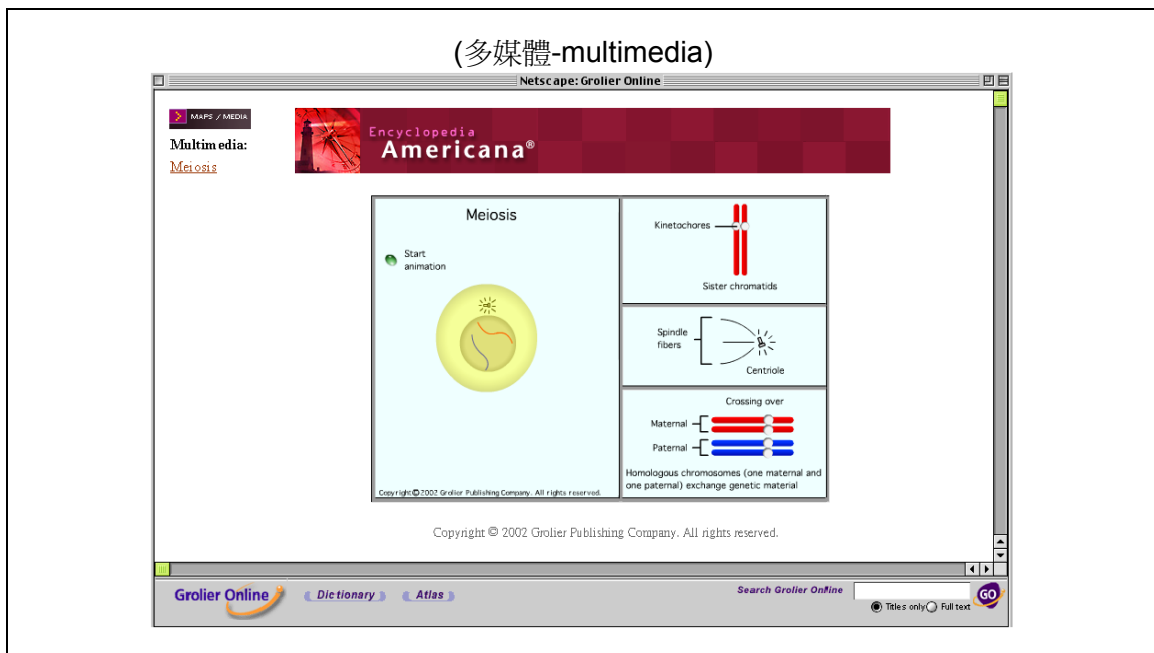 (多媒體-multimedia)
Netscape: Grolier Online
MAPS / MEDIA
Multimedia:
Meiosis
Encyclopedia
Americana®
Meiosis
Start
animation
Copyright © 2002 Grolier Publishing Company. All rights reserved.
Kinetochores
Sister chromatids
Spindle
fibers
Centriole
Crossing over
Maternal
Paternal
Homologous chromosomes (one maternal and
one paternal) exchange genetic material
Copyright © 2002 Grolier Publishing Company. All rights reserved.
Grolier Online
Dictionary
Atlas
Search Grolier Online
GO
Titles only Full text